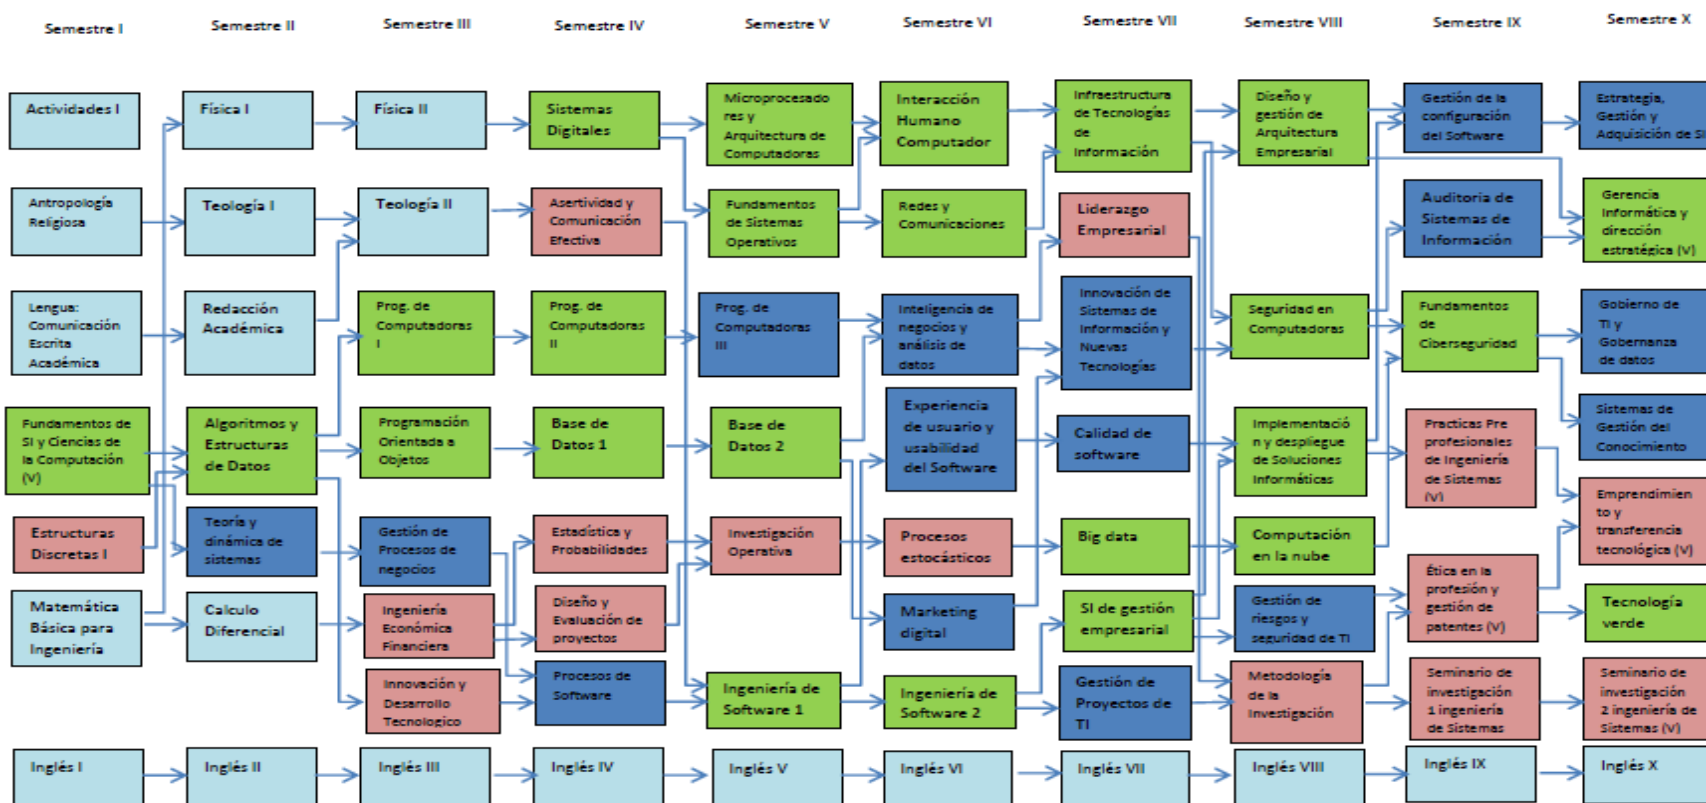 Semestre I
Semestre II
Semestre III
Semestre IV
Semestre V
Semestre VI
Semestre VII
Semestre VIII
Semestre IX
Semestre X
Actividades I
Física I
Física II
Sistemas
Digitales
Microprocesado
res y
Arquitectura de
Computadoras
Interacción
Humano
Computador
Infraestructura
de Tecnologías
de
Información
Diseño y
gestión de
Arquitectura
Empresarial
Gestión de la
configuración
del Software
Estrategia,
Gestión y
Adquisición de SI
Antropología
Religiosa
Teología I
Teología II
Asertividad y
Comunicación
Efectiva
Fundamentos
de Sistemas
Operativos
Redes y
Comunicaciones
Liderazgo
Empresarial
Auditoria de
Sistemas de
Información
Gerencia
Informática y
dirección
estratégica (V)
Lengua:
Comunicación
Escrita
Académica
Redacción
Académica
Prog. de
Computadoras
I
Prog. de
Computadoras
II
Prog. de
Computadoras
III
Inteligencia de
negocios y
análisis de
datos
Innovación de
Sistemas de
Información y
Nuevas
Tecnologías
Seguridad en
Computadoras
Fundamentos
de
Ciberseguridad
Gobierno de
TI y
Gobernanza
de datos
Fundamentos de
SI y Ciencias de
la Computación
(V)
Algoritmos y
Estructuras
de Datos
Programación
Orientada a
Objetos
Base de
Datos 1
Base de
Datos 2
Experiencia
de usuario y
usabilidad
del Software
Calidad de
software
Implementació
n y despliegue
de Soluciones
Informáticas
Practicas Pre
profesionales
de Ingeniería
de Sistemas
(V)
Sistemas de
Gestión del
Conocimiento
Estructuras
Discretas I
Teoría y
dinámica de
sistemas
Gestión de
Procesos de
negocios
Estadística y
Probabilidades
Investigación
Operativa
Procesos
estocásticos
Big data
Computación
en la nube
Ética en la
profesión y
gestión de
patentes (V)
Emprendimien
to y
transferencia
tecnológica (V)
Matemática
Básica para
Ingeniería
Calculo
Diferencial
Ingeniería
Económica
Financiera
Diseño y
Evaluación de
proyectos
Marketing
digital
SI de gestión
empresarial
Gestión de
riesgos y
seguridad de TI
Tecnología
verde
Innovación y
Desarrollo
Tecnologico
Procesos de
Software
Ingeniería de
Software 1
Ingeniería de
Software 2
Gestión de
Proyectos de
TI
Metodología
de la
Investigación
Seminario de
investigación
1 ingeniería
de Sistemas
Seminario de
investigación
2 ingeniería de
Sistemas (V)
Inglés I
Inglés II
Inglés III
Inglés IV
Inglés V
Inglés VI
Inglés VII
Inglés VIII
Inglés IX
Inglés X